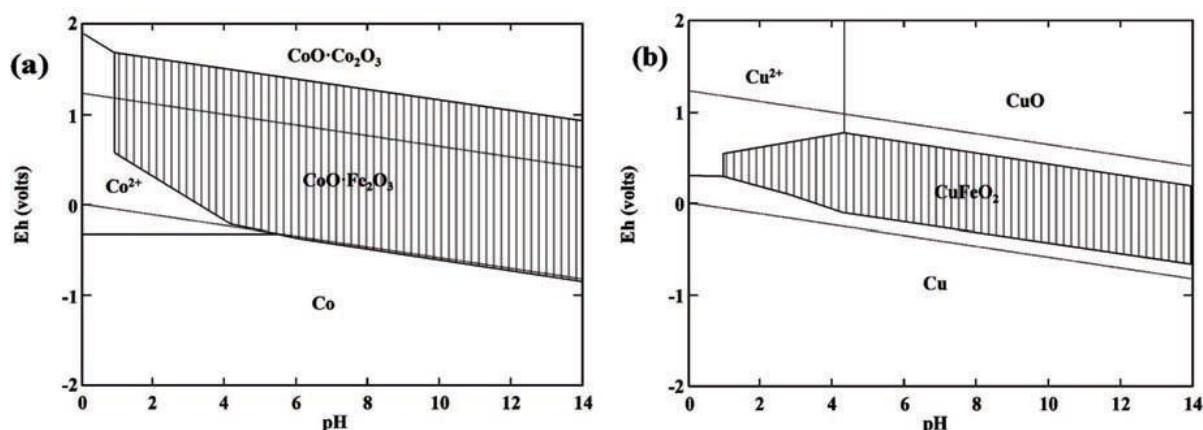 (a)
Eh (volts)
2
1
0
-1
-2
CoO·Co₂O₃
CoO·Fe₂O₃
Co²⁺
Co
0 2 4 6 8 10 12 14
pH
(b)
Eh (volts)
2
1
0
-1
-2
Cu²⁺
CuO
CuFeO₂
Cu
0 2 4 6 8 10 12 14
pH